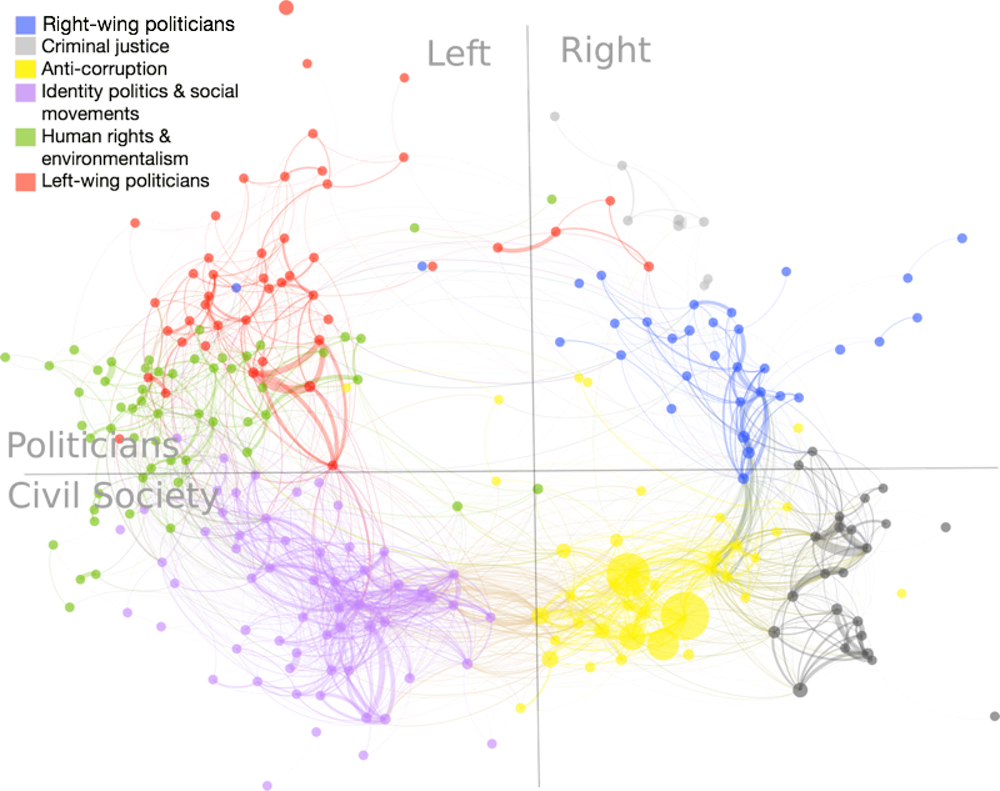 Right-wing politicians
Criminal justice
Anti-corruption
Identity politics & social
movements
Human rights &
environmentalism
Left-wing politicians
Left
Right
Politicians
Civil Society